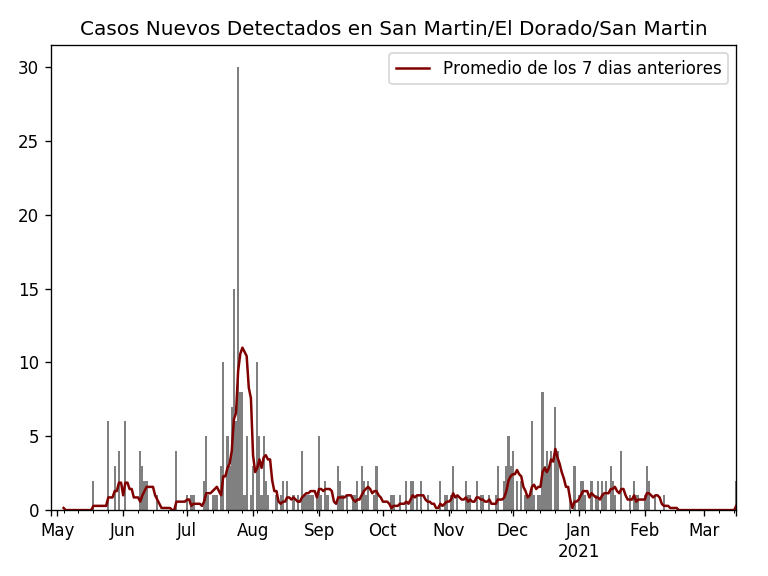 Casos Nuevos Detectados en San Martin/El Dorado/San Martin
Promedio de los 7 dias anteriores
30
25
20
15
10
5
0
May Jun Jul Aug Sep Oct Nov Dec Jan Feb Mar
2021